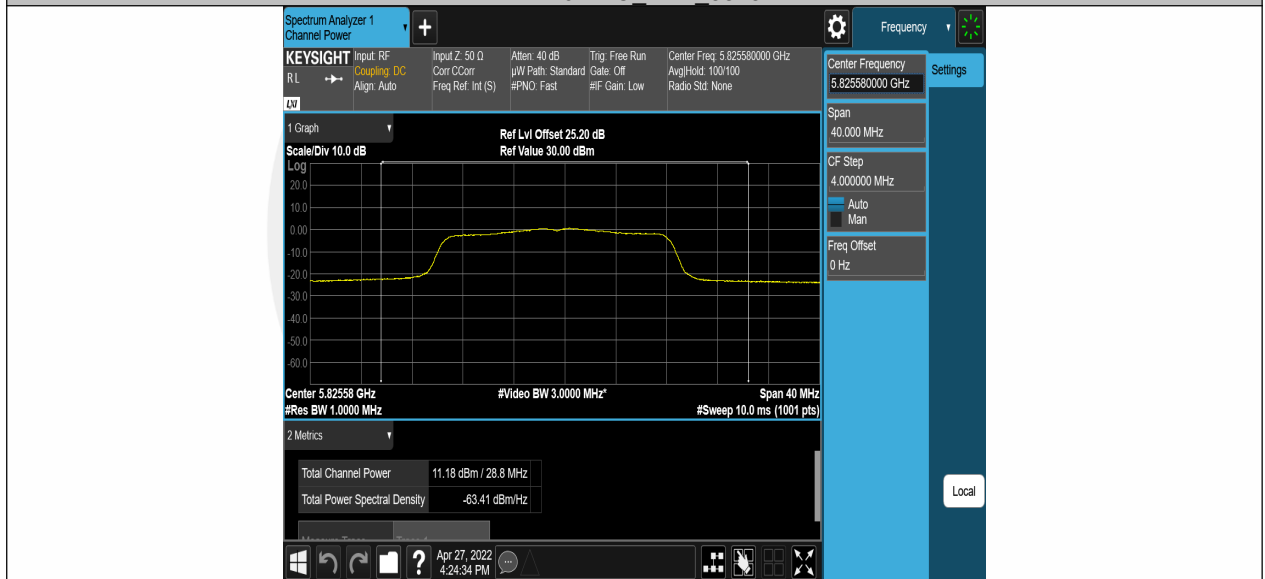 Spectrum Analyzer 1
Channel Power
+
Frequency
KEYSIGHT
RL
LXI
Input: RF
Coupling: DC
Align: Auto
Input Z: 50 Ω
Corr CCorr
Freq Ref: Int (S)
Atten: 40 dB
µW Path: Standard
#PNO: Fast
Trig: Free Run
Gate: Off
#IF Gain: Low
Center Freq: 5.825580000 GHz
Avg|Hold: 100/100
Radio Std: None
Center Frequency
5.825580000 GHz
Settings
Span
40.000 MHz
CF Step
4.000000 MHz
Auto
Man
Freq Offset
0 Hz
1 Graph
Scale/Div 10.0 dB
Ref Lvl Offset 25.20 dB
Ref Value 30.00 dBm
Log
20.0
10.0
0.00
-10.0
-20.0
-30.0
-40.0
-50.0
-60.0
Center 5.82558 GHz
#Video BW 3.0000 MHz*
Span 40 MHz
#Res BW 1.0000 MHz
#Sweep 10.0 ms (1001 pts)
2 Metrics
Total Channel Power 11.18 dBm / 28.8 MHz
Total Power Spectral Density -63.41 dBm/Hz
Local
?
Apr 27, 2022
4:24:34 PM